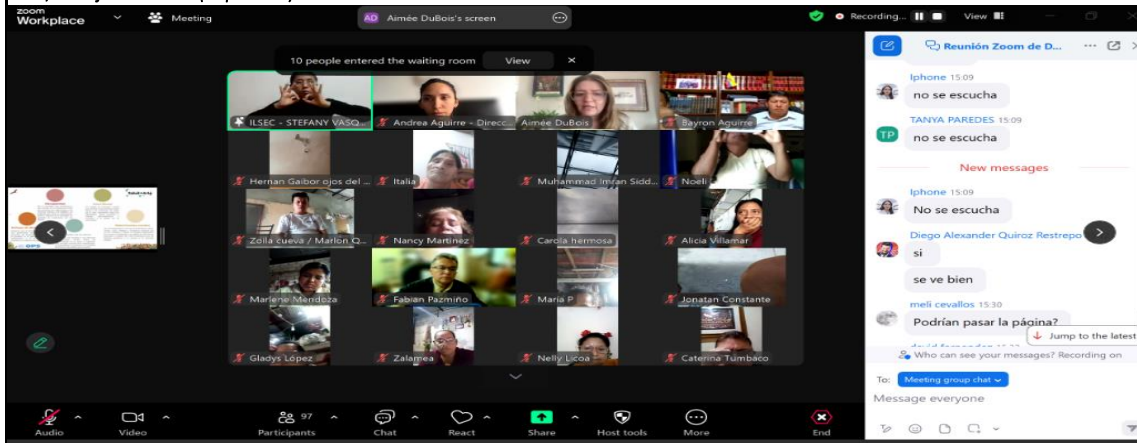 zoom
Workplace
Meeting
AD Aimée DuBois's screen
Recording...
View
10 people entered the waiting room View
ILSEC - STEFANY VASQ...
Andrea Aguirre - Direcc...
Aimée DuBois
Bayron Aguirre
Hernan Gaibor ojos del ...
Italia
Muhammad Imran Sidd...
Noeli
Zoila cueva / Marlon Q...
Nancy Martinez
Carola hermosa
Alicia Villamar
Marlene Mendoza
Fabian Pazmiño
Maria P
Jonatan Constante
Gladys López
Zalamea
Nelly Licoa
Caterina Tumbaco
Audio
Video
97
Participants
Chat
React
Share
Host tools
More
End
Reunión Zoom de D...
Iphone 15:09
no se escucha
TANYA PAREDES 15:09
TP
no se escucha
New messages
Iphone 15:09
No se escucha
Diego Alexander Quiroz Restrepo
si
se ve bien
meli cevallos 15:30
Podrían pasar la página?
Jump to the latest
Who can see your messages? Recording on
To: Meeting group chat
Message everyone